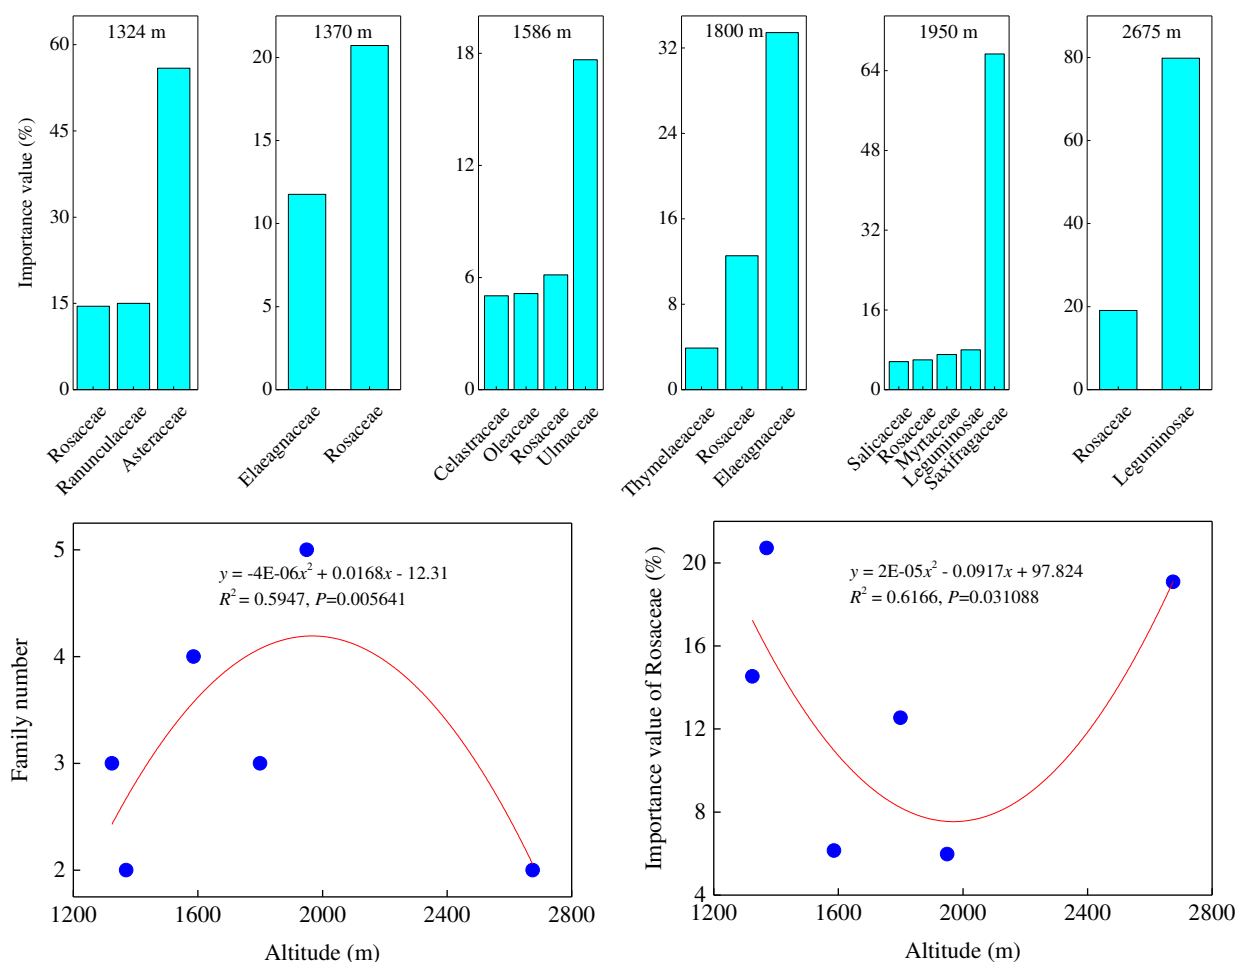 1324 m
1370 m
1586 m
1800 m
1950 m
2675 m
Importance value (%)
60
45
30
15
0
20
15
10
5
0
18
12
6
0
32
24
16
8
0
64
48
32
16
0
80
60
40
20
0
Rosaceae
Ranunculaceae
Asteraceae
Elaeagnaceae
Rosaceae
Celastraceae
Oleaceae
Rosaceae
Ulmaceae
Thymelaeaceae
Rosaceae
Elaeagnaceae
Salicaceae
Rosaceae
Myrtaceae
Leguminosae
Saxifragaceae
Rosaceae
Leguminosae
Family number
5
4
3
2
y = -4E-06x² + 0.0168x - 12.31
R² = 0.5947, P=0.005641
1200 1600 2000 2400 2800
Altitude (m)
Importance value of Rosaceae (%)
20
16
12
8
4
y = 2E-05x² - 0.0917x + 97.824
R² = 0.6166, P=0.031088
1200 1600 2000 2400 2800
Altitude (m)